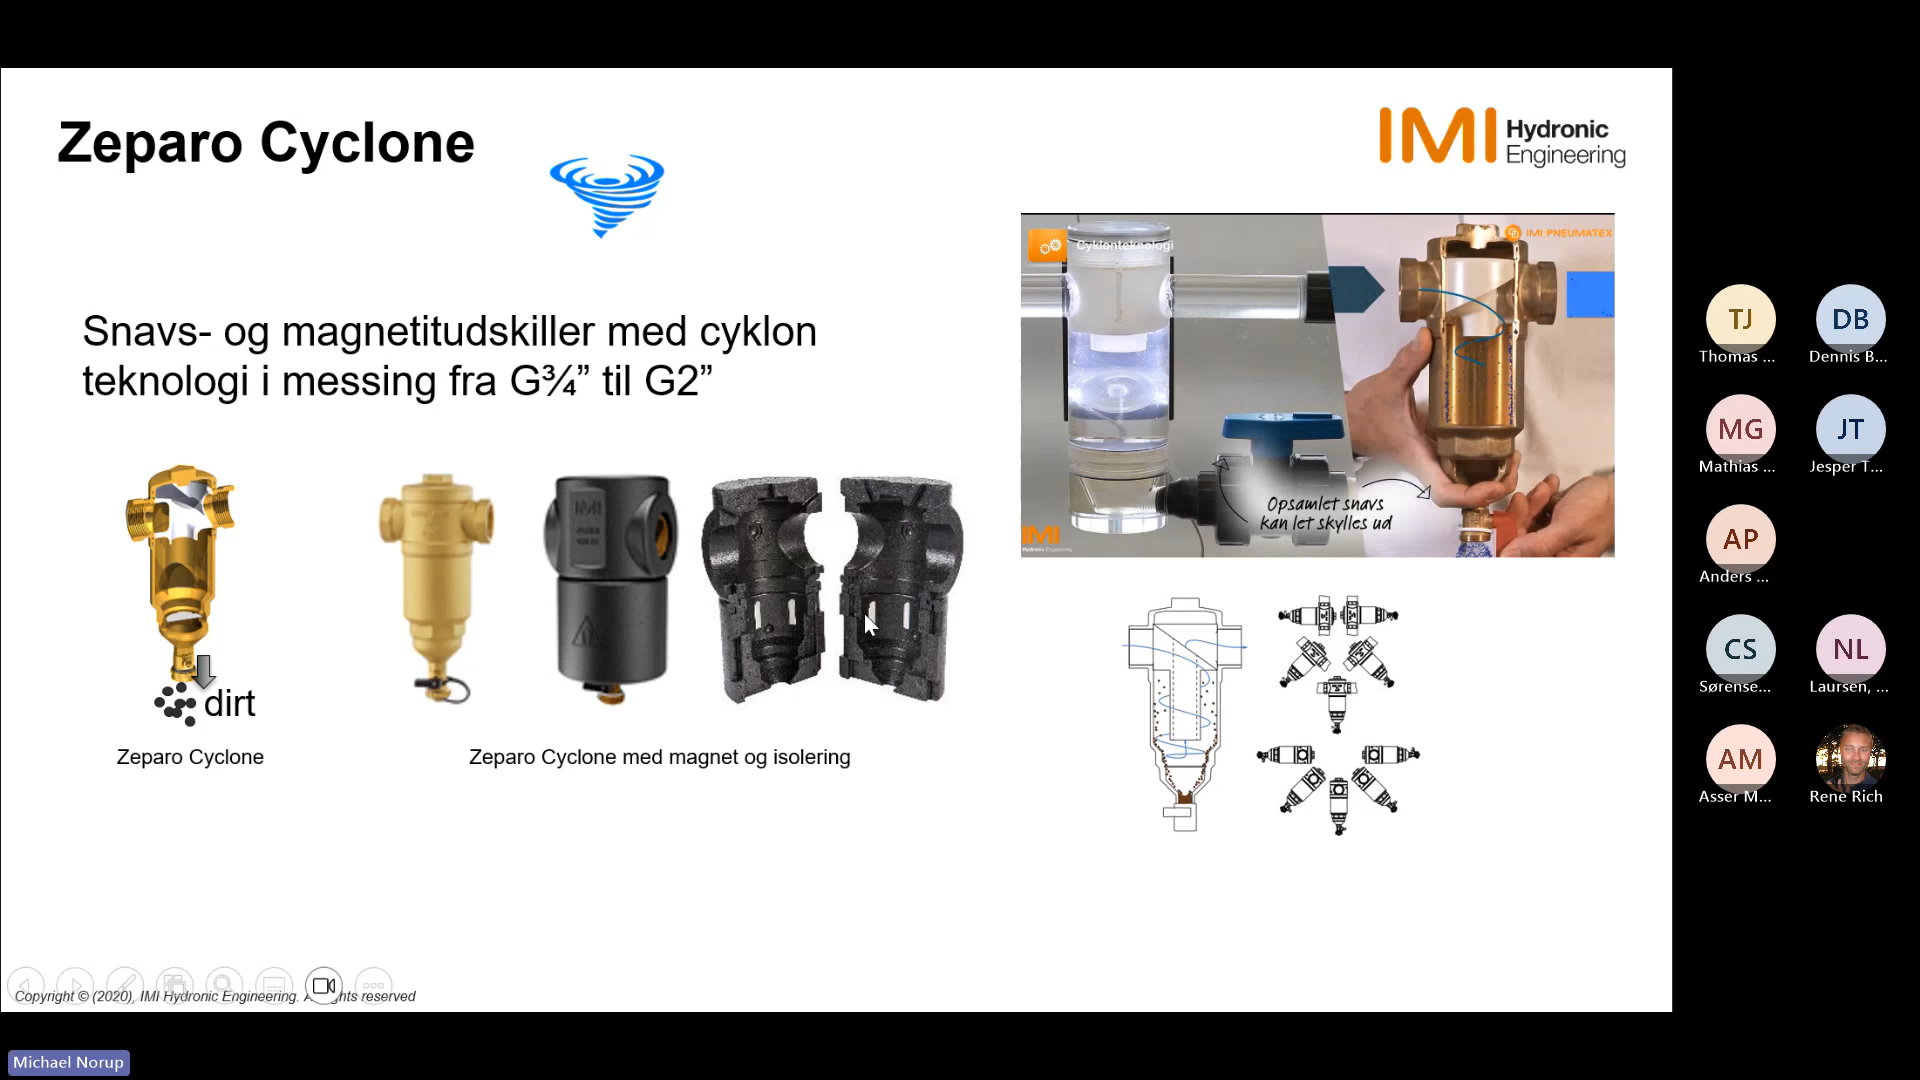 Zeparo Cyclone
IMI Hydronic
Engineering
Snavs- og magnetitudskiller med cyklon
teknologi i messing fra G¾” til G2”
Cyklonteknologi
IMI PNEUMATEX
Opsamlet snavs
kan let skylles ud
IMI
Hydronic Engineering
IMI
dirt
Zeparo Cyclone
Zeparo Cyclone med magnet og isolering
Copyright © (2020), IMI Hydronic Engineering.
rights reserved
Michael Norup
TJ
Thomas ...
DB
Dennis B...
MG
Mathias ...
JT
Jesper T...
AP
Anders ...
CS
Sørense...
NL
Laursen, ...
AM
Asser M...
Rene Rich